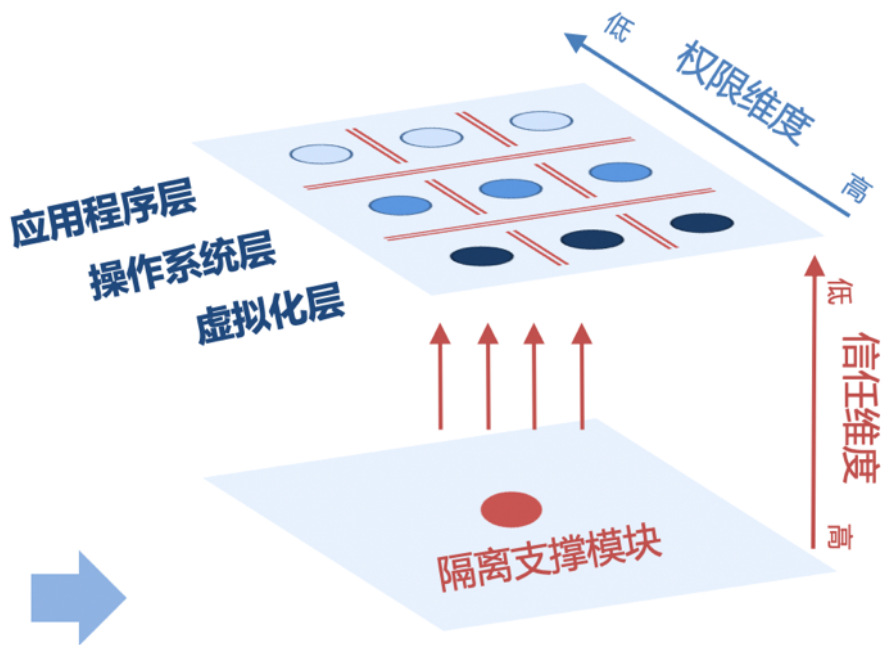 低
权限维度
高
应用程序层
操作系统层
虚拟化层
低
信任维度
高
隔离支撑模块